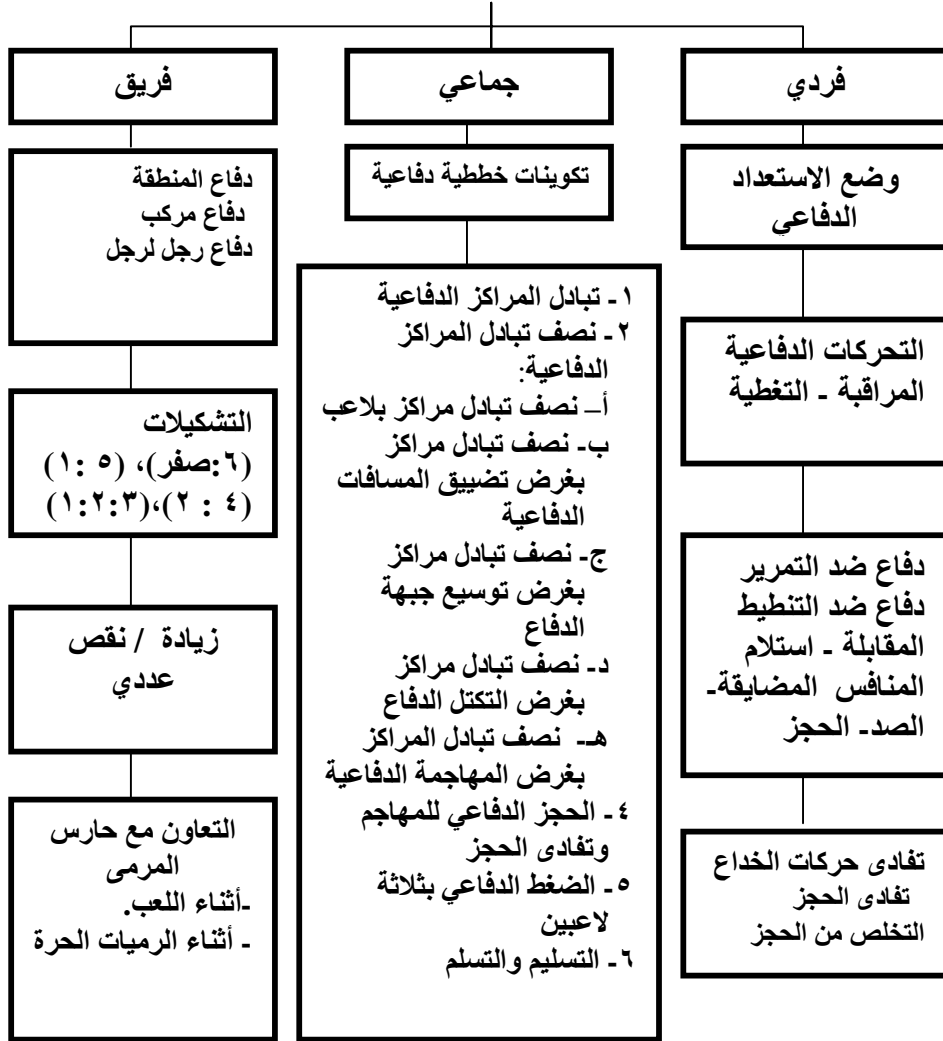 فردي
وضع الاستعداد
الدفاعي
التحركات الدفاعية
المراقبة - التغطية
دفاع ضد التمرير
دفاع ضد التنطيط
المقابلة - استلام
المنافس المضايقة-
الصد- الحجز
تفادى حركات الخداع
تفادى الحجز
التخلص من الحجز
جماعي
تكوينات خططية دفاعية
١- تبادل المراكز الدفاعية
٢- نصف تبادل المراكز
الدفاعية:
أ– نصف تبادل مراكز بلاعب
ب- نصف تبادل مراكز
بغرض تضييق المسافات
الدفاعية
ج- نصف تبادل مراكز
بغرض توسيع جبهة
الدفاع
د- نصف تبادل مراكز
بغرض التكتل الدفاع
هـ- نصف تبادل المراكز
بغرض المهاجمة الدفاعية
٤- الحجز الدفاعي للمهاجم
وتفادى الحجز
٥- الضغط الدفاعي بثلاثة
لاعبين
٦- التسليم والتسلم
فريق
دفاع المنطقة
دفاع مركب
دفاع رجل لرجل
التشكيلات
(٦:صفر)، (٥ :١)
(٤ : ٢)،(٣:٢:١)
زيادة / نقص
عددي
التعاون مع حارس
المرمى
-أثناء اللعب.
- أثناء الرميات الحرة